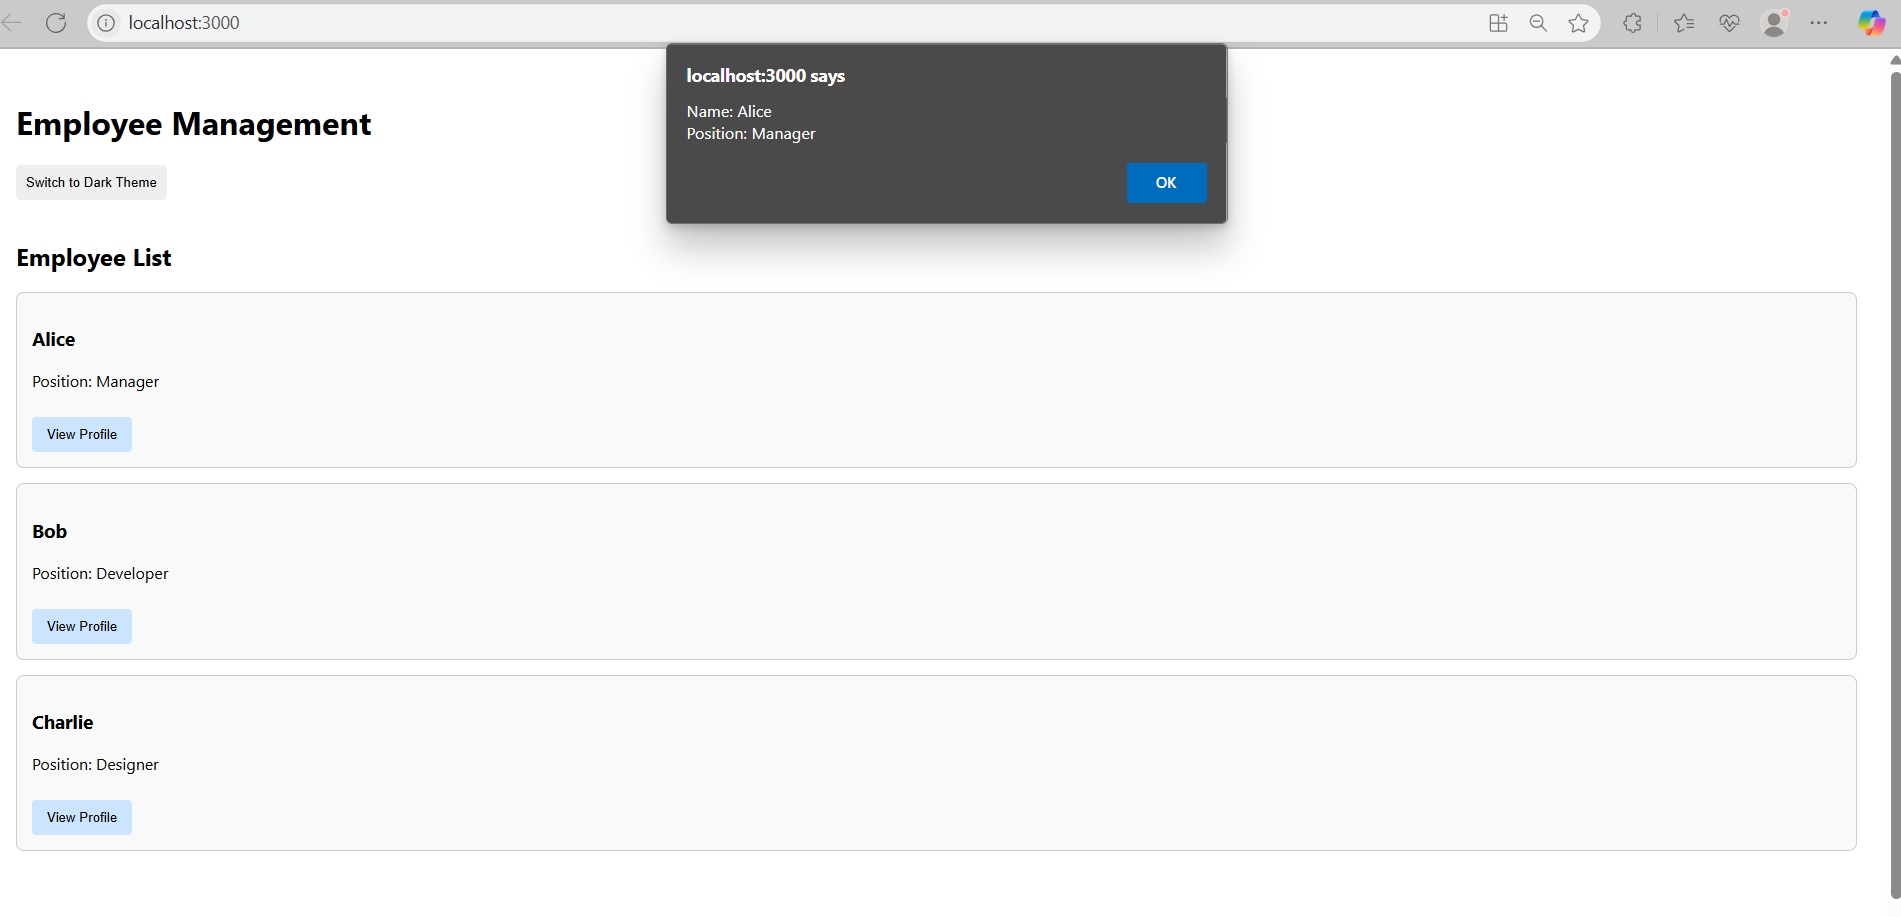 localhost:3000
localhost:3000 says
Name: Alice
Position: Manager
OK
Employee Management
Switch to Dark Theme
Employee List
Alice
Position: Manager
View Profile
Bob
Position: Developer
View Profile
Charlie
Position: Designer
View Profile